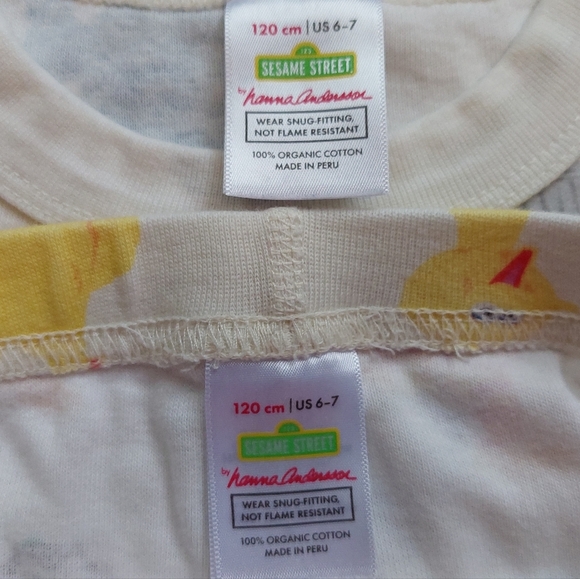 120 cm | US 6-7
123
SESAME STREET
by hanna Andersson
WEAR SNUG-FITTING,
NOT FLAME RESISTANT
100% ORGANIC COTTON
MADE IN PERU
120 cm | US 6-7
123
SESAME STREET
by hanna Andersson
WEAR SNUG-FITTING,
NOT FLAME RESISTANT
100% ORGANIC COTTON
MADE IN PERU